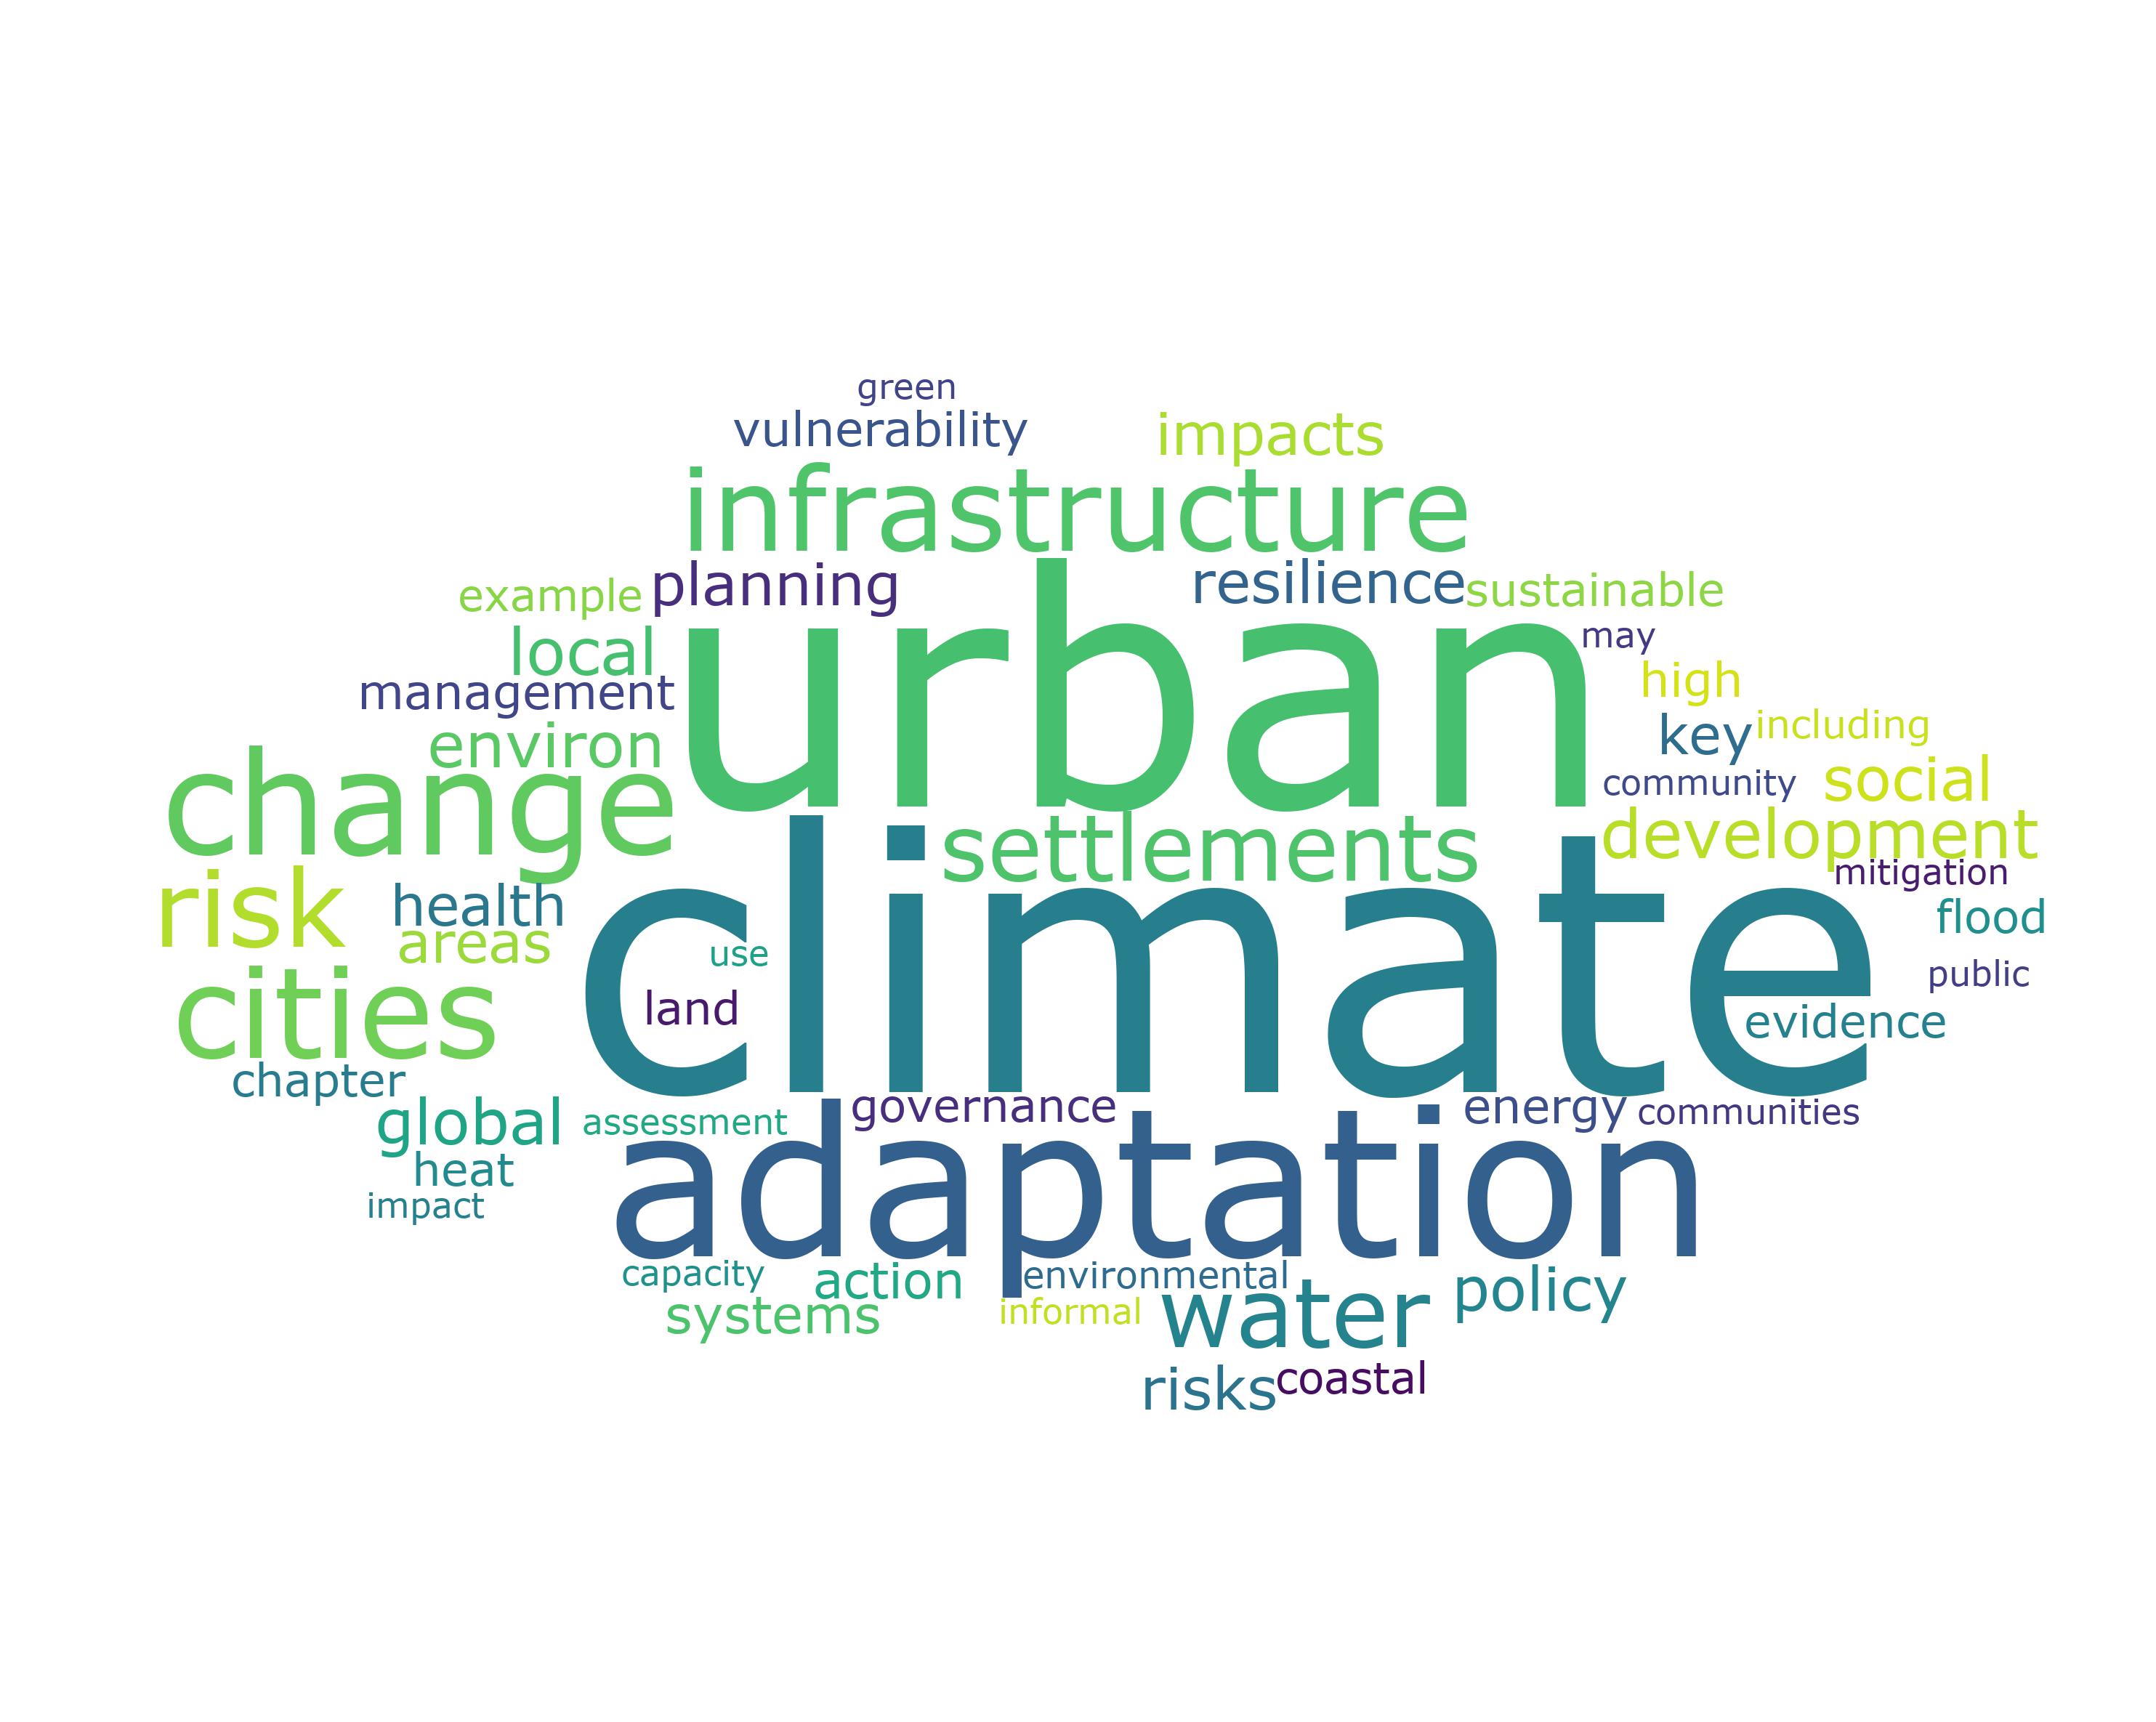 green
vulnerability
impacts
infrastructure
planning
resilience
sustainable
example
urban
may
local
high
management
key
including
environ
change
community
social
settlements
development
climate
mitigation
risk
health
flood
areas
use
public
cities
land
evidence
chapter
governance
energy
communities
global
assessment
adaptation
heat
impact
capacity
action
environmental
policy
systems
informal
water
risks
coastal